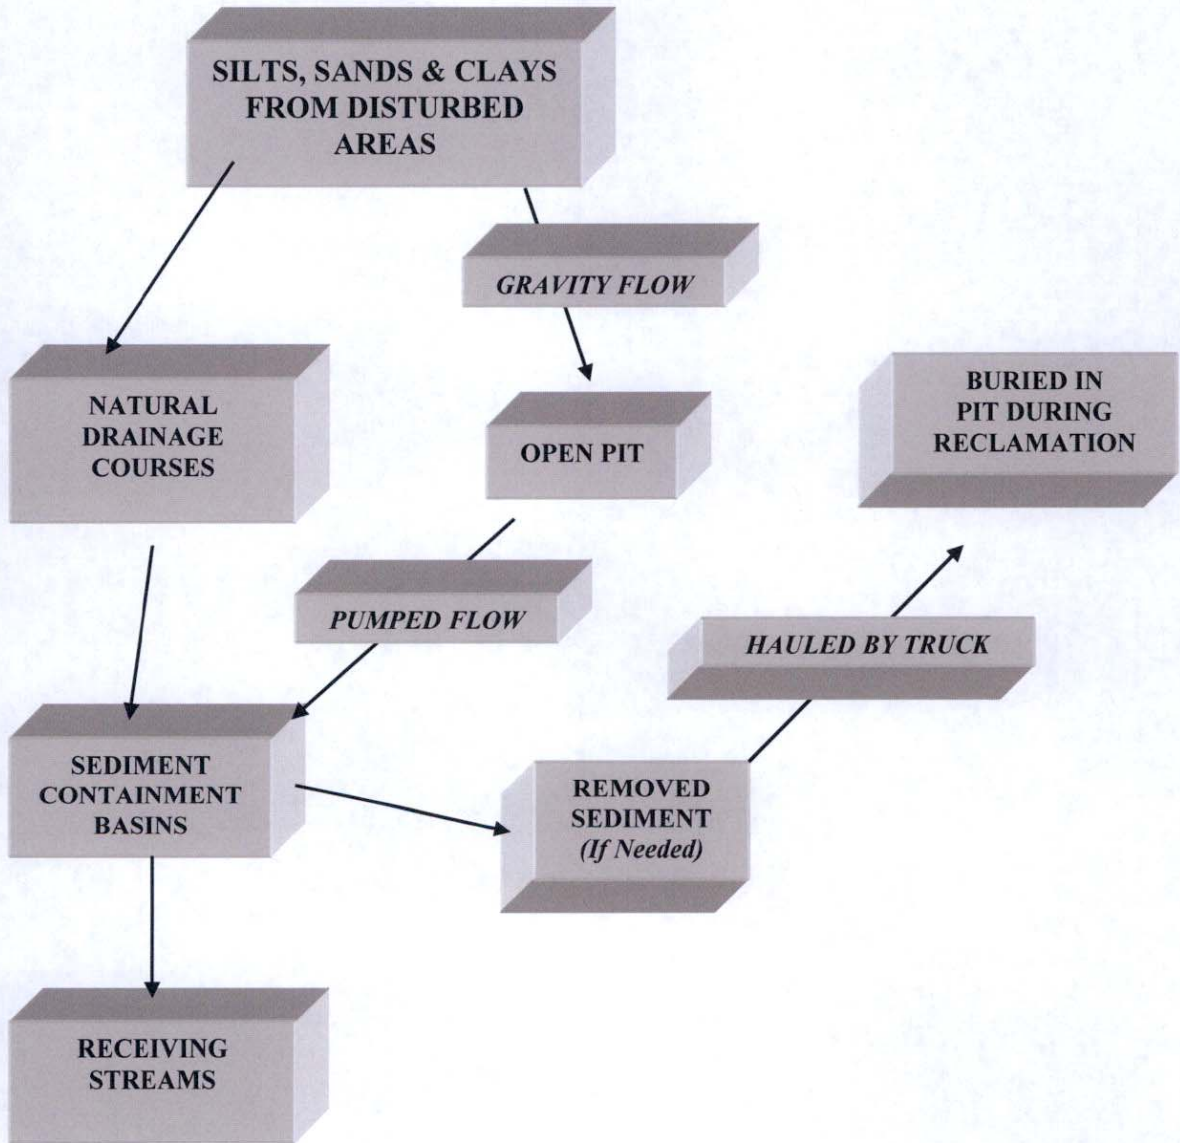 SILTS, SANDS & CLAYS
FROM DISTURBED
AREAS
GRAVITY FLOW
NATURAL
DRAINAGE
COURSES
OPEN PIT
BURIED IN
PIT DURING
RECLAMATION
PUMPED FLOW
HAULED BY TRUCK
SEDIMENT
CONTAINMENT
BASINS
REMOVED
SEDIMENT
(If Needed)
RECEIVING
STREAMS